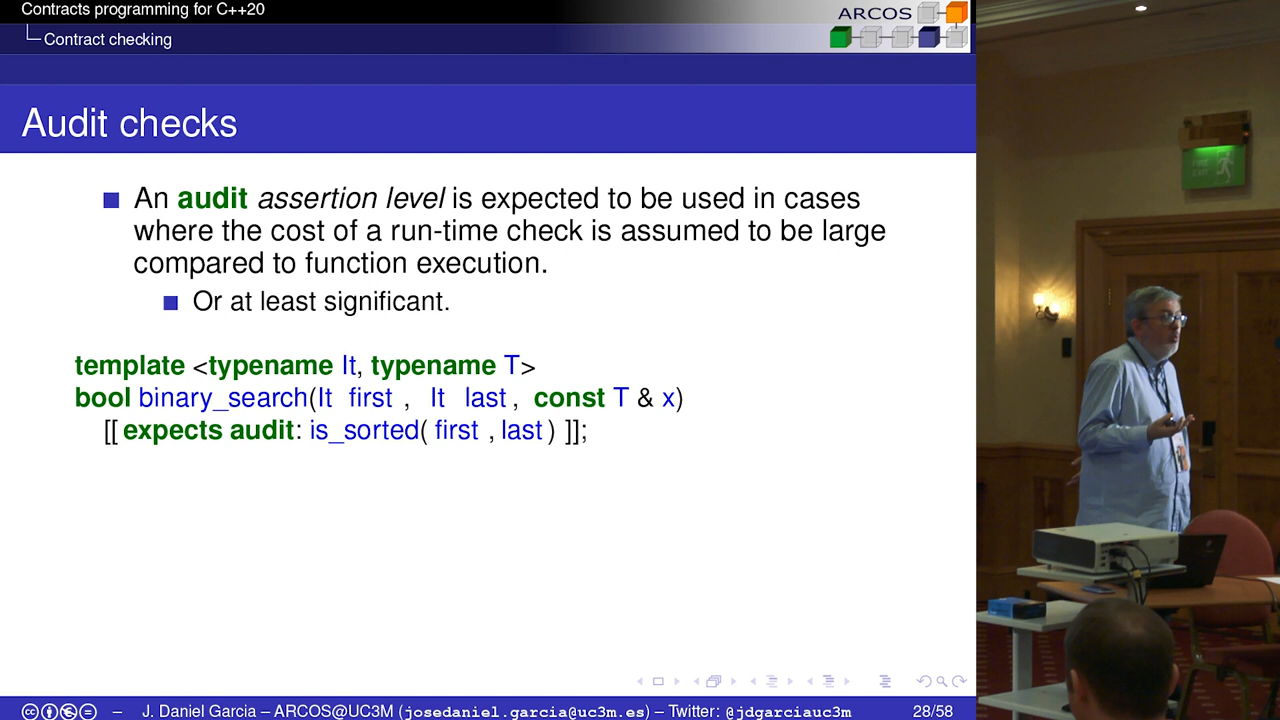 Contracts programming for C++20
Contract checking
ARCOS
Audit checks
An audit assertion level is expected to be used in cases
where the cost of a run-time check is assumed to be large
compared to function execution.
Or at least significant.
template <typename It, typename T>
bool binary_search(It first , It last , const T & x)
[[ expects audit: is_sorted( first , last ) ]];
– J. Daniel Garcia – ARCOS@UC3M (josedaniel.garcia@uc3m.es) – Twitter: @jdgarciauc3m 28/58